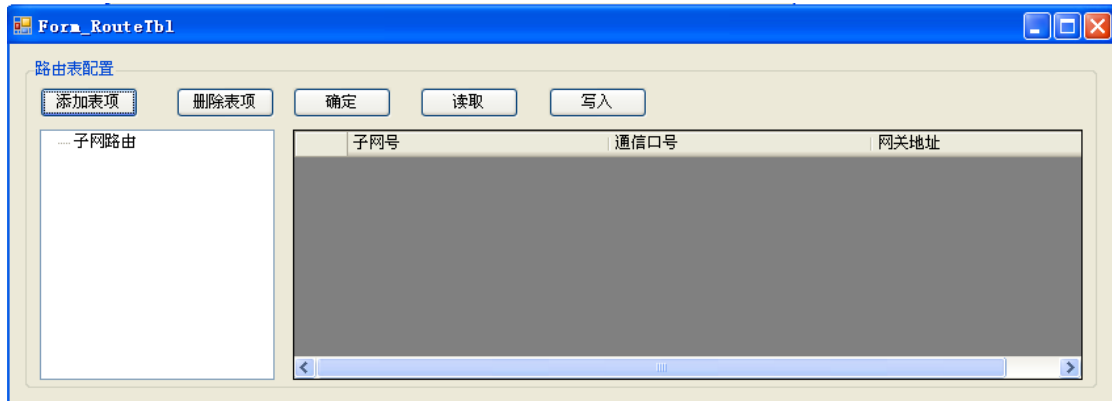 Form_RouteTbl
路由表配置
添加表项 删除表项 确定 读取 写入
子网路由 子网号 通信口号 网关地址